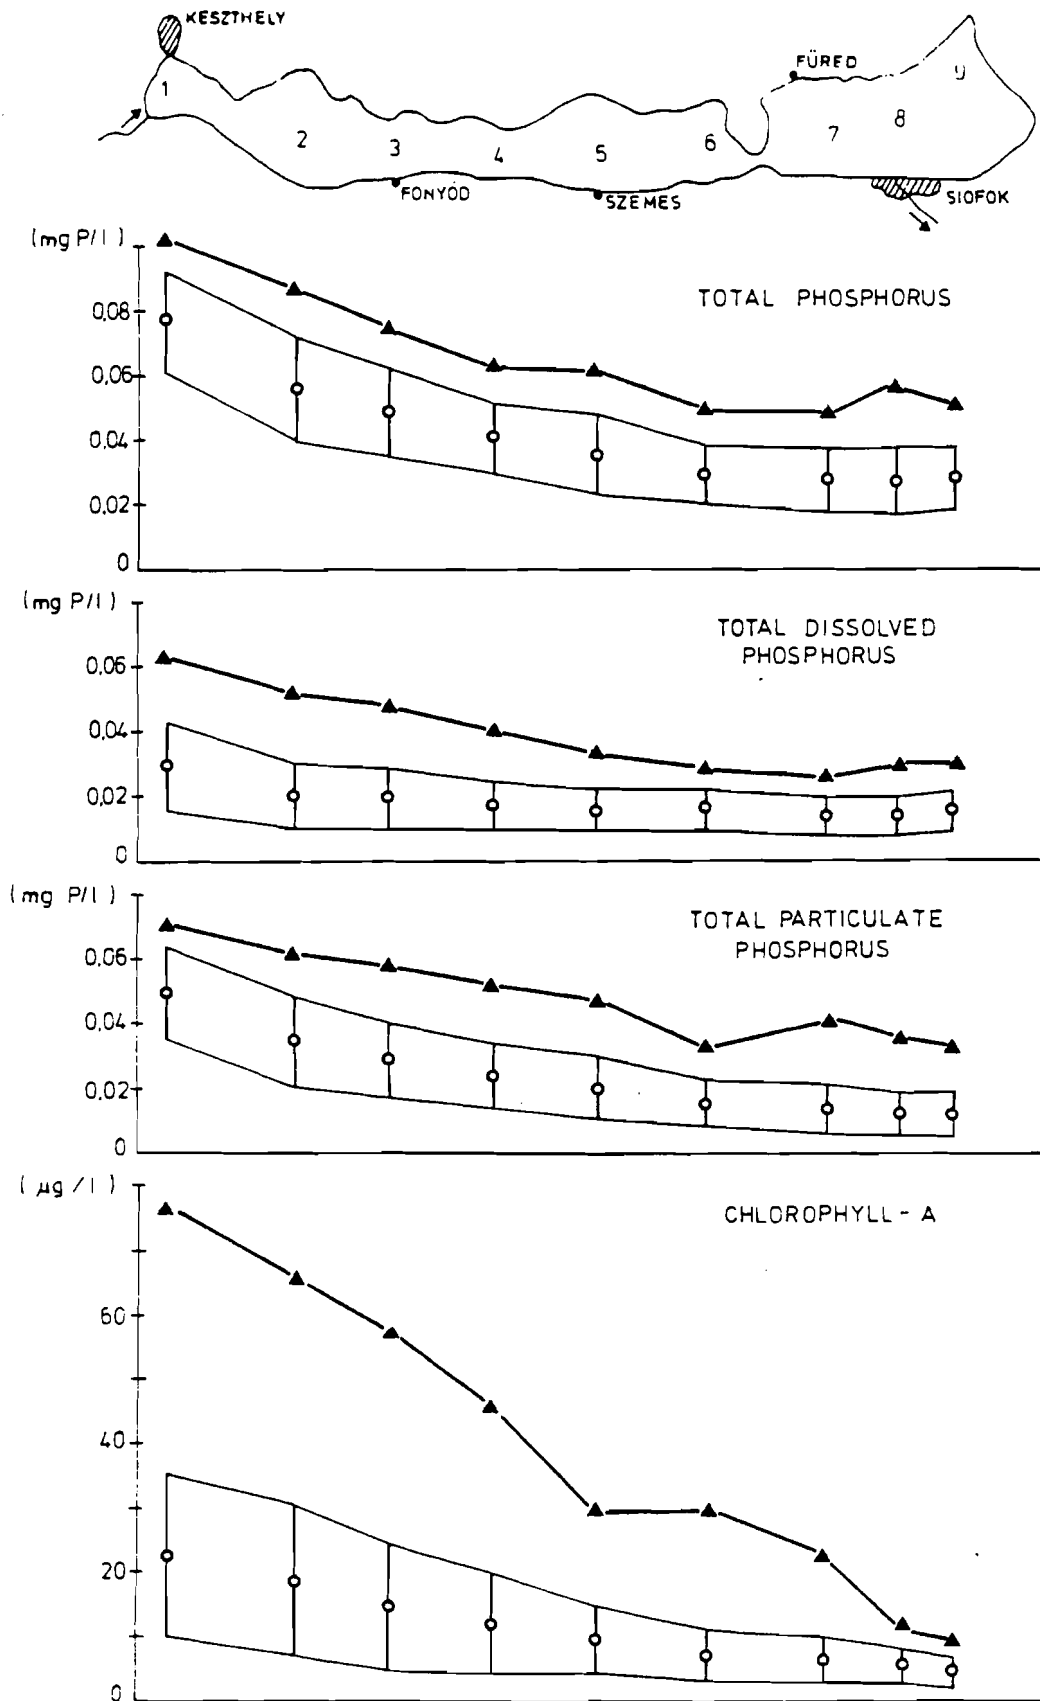 KESZTHELY
FÜRED
1
2
3
4
5
6
7
8
9
FONYÓD
SZEMES
SIOFOK
(mg P/l)
TOTAL PHOSPHORUS
0,08
0,06
0,04
0,02
0
(mg P/l)
TOTAL DISSOLVED
PHOSPHORUS
0,06
0,04
0,02
0
(mg P/l)
TOTAL PARTICULATE
PHOSPHORUS
0,06
0,04
0,02
0
(µg/l)
CHLOROPHYLL-A
60
40
20
0